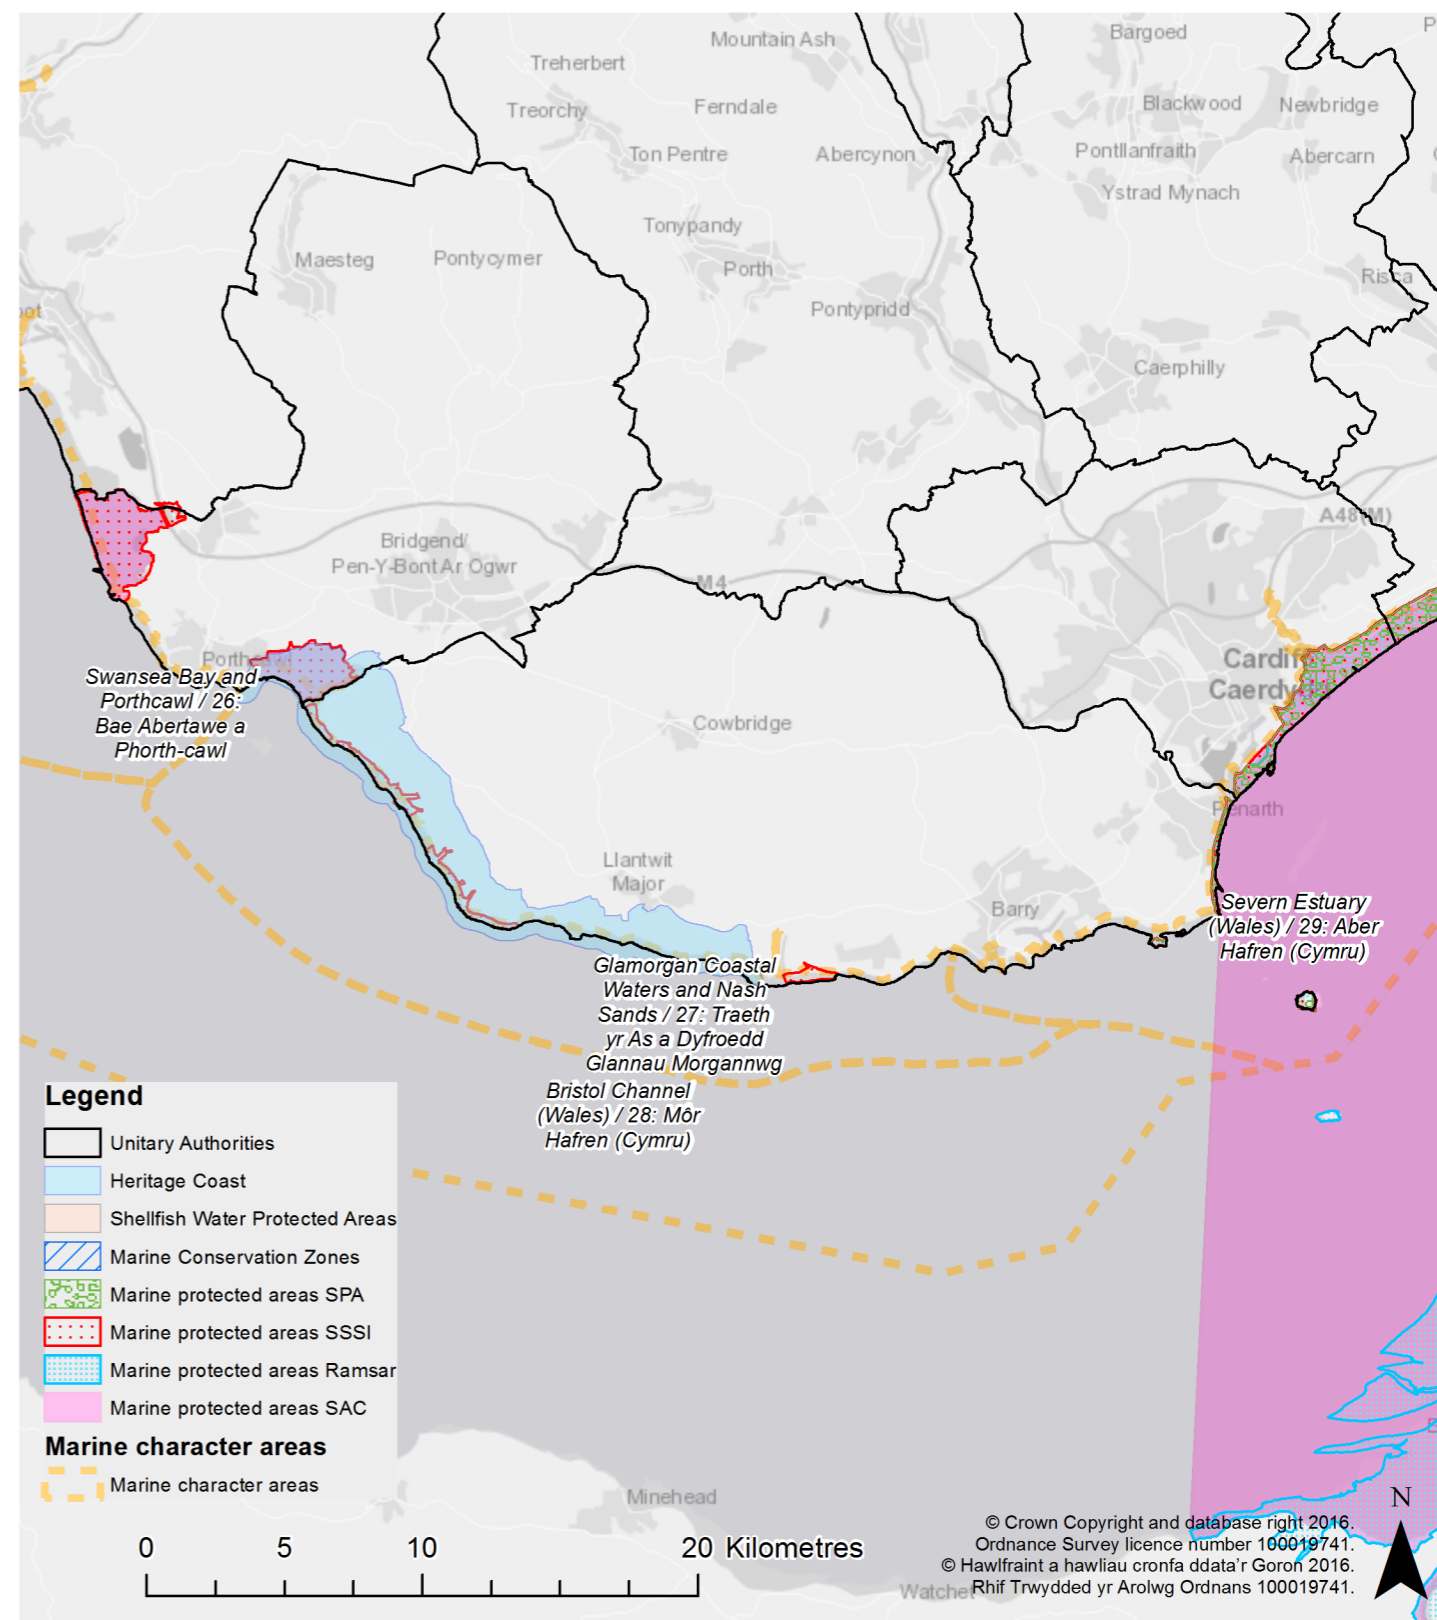 Mountain Ash
Bargoed
Treherbert
Treorchy
Ferndale
Blackwood
Newbridge
Ton Pentre
Abercynon
Pontllanfraith
Abercarn
Ystrad Mynach
Tonypandy
Maesteg
Pontycymer
Porth
Risca
Pontypridd
Caerphilly
A48(M)
Bridgend/
Pen-Y-Bont Ar Ogwr
M4
Swansea Bay and
Porthcawl / 26:
Bae Abertawe a
Phorth-cawl
Cowbridge
Penarth
Llantwit
Major
Barry
Severn Estuary
(Wales) / 29: Aber
Hafren (Cymru)
Glamorgan Coastal
Waters and Nash
Sands / 27: Traeth
yr As a Dyfroedd
Glannau Morgannwg
Bristol Channel
(Wales) / 28: Môr
Hafren (Cymru)
Legend
Unitary Authorities
Heritage Coast
Shellfish Water Protected Areas
Marine Conservation Zones
Marine protected areas SPA
Marine protected areas SSSI
Marine protected areas Ramsar
Marine protected areas SAC
Marine character areas
Marine character areas
Minehead
Watchet
0 5 10 20 Kilometres
N
© Crown Copyright and database right 2016.
Ordnance Survey licence number 100019741.
© Hawlfraint a hawliau cronfa ddata’r Goron 2016.
Rhif Trwydded yr Arolwg Ordnans 100019741.